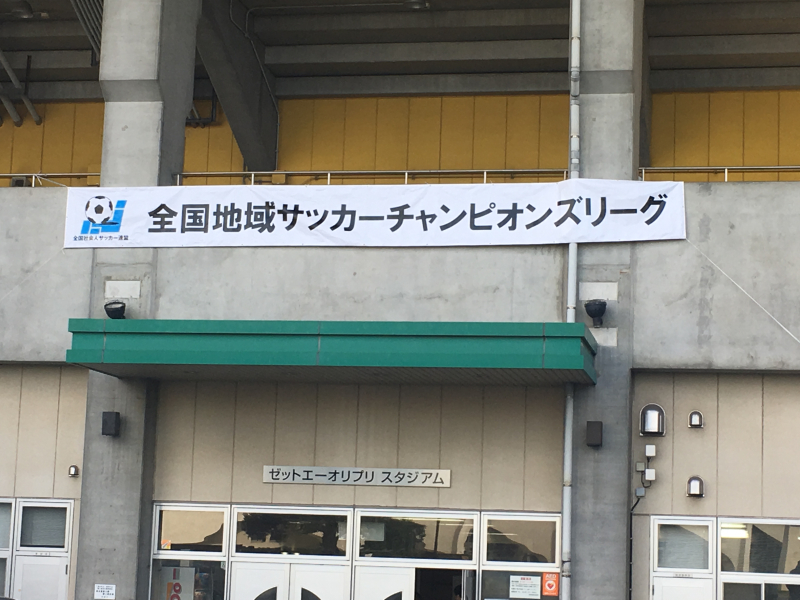 全国地域サッカーチャンピオンズリーグ
全国社会人サッカー連盟
ゼットエーオリプリ スタジアム